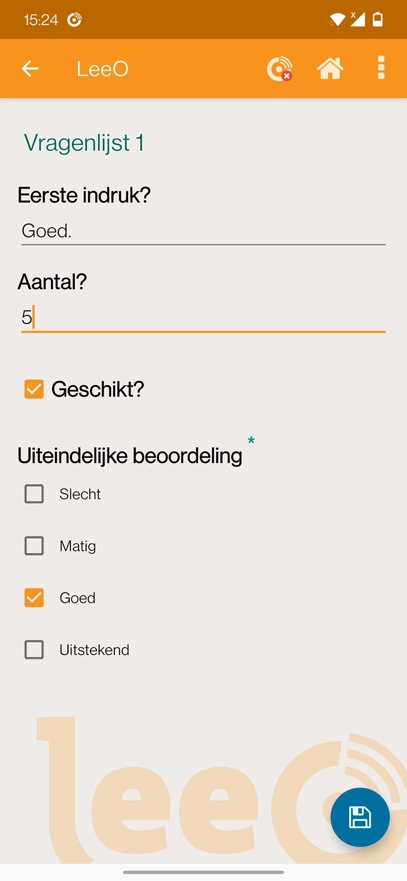 15:24
LeeO
Vragenlijst 1
Eerste indruk?
Goed.
Aantal?
5
Geschikt?
Uiteindelijke beoordeling *
Slecht
Matig
Goed
Uitstekend
leeO